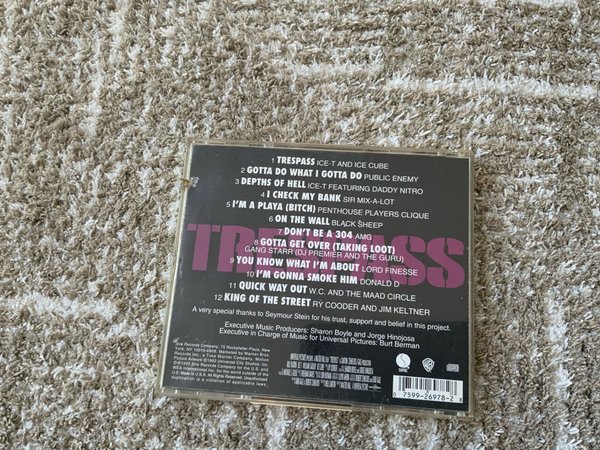 1 TRESPASS ICE-T AND ICE CUBE
2 GOTTA DO WHAT I GOTTA DO PUBLIC ENEMY
3 DEPTHS OF HELL ICE-T FEATURING DADDY NITRO
4 I CHECK MY BANK SIR MIX-A-LOT
5 I'M A PLAYA (BITCH) PENTHOUSE PLAYERS CLIQUE
6 ON THE WALL BLACK SHEEP
7 DON'T BE A 304 AMG
8 GOTTA GET OVER (TAKING LOOT)
GANG STARR (DJ PREMIER AND THE GURU)
TRESPASS
9 YOU KNOW WHAT I'M ABOUT LORD FINESSE
10 I'M GONNA SMOKE HIM DONALD D
11 QUICK WAY OUT W.C. AND THE MAAD CIRCLE
12 KING OF THE STREET RY COODER AND JIM KELTNER
A very special thanks to Seymour Stein for his trust, support and belief in this project.
Executive Music Producers: Sharon Boyle and Jorge Hinojosa
Executive in Charge of Music for Universal Pictures: Burt Berman
0 7599-26978-2 8